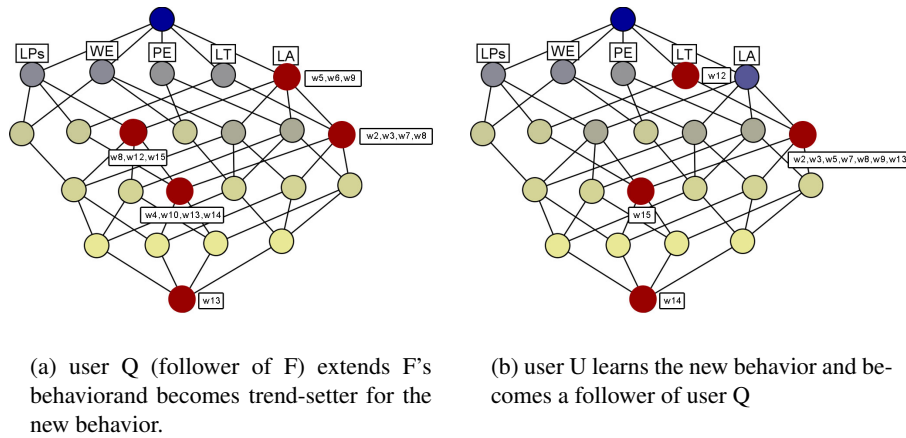 LPs WE PE LT LA
w5,w6,w9
w2,w3,w7,w8
w8,w12,w15
w4,w10,w13,w14
w13
LPs WE PE LT LA
w12
w2,w3,w5,w7,w8,w9,w13
w15
w14
(a) user Q (follower of F) extends F's
behaviorand becomes trend-setter for the
new behavior.
(b) user U learns the new behavior and be-
comes a follower of user Q